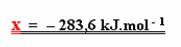 x = – 283,6 kJ.mol⁻¹